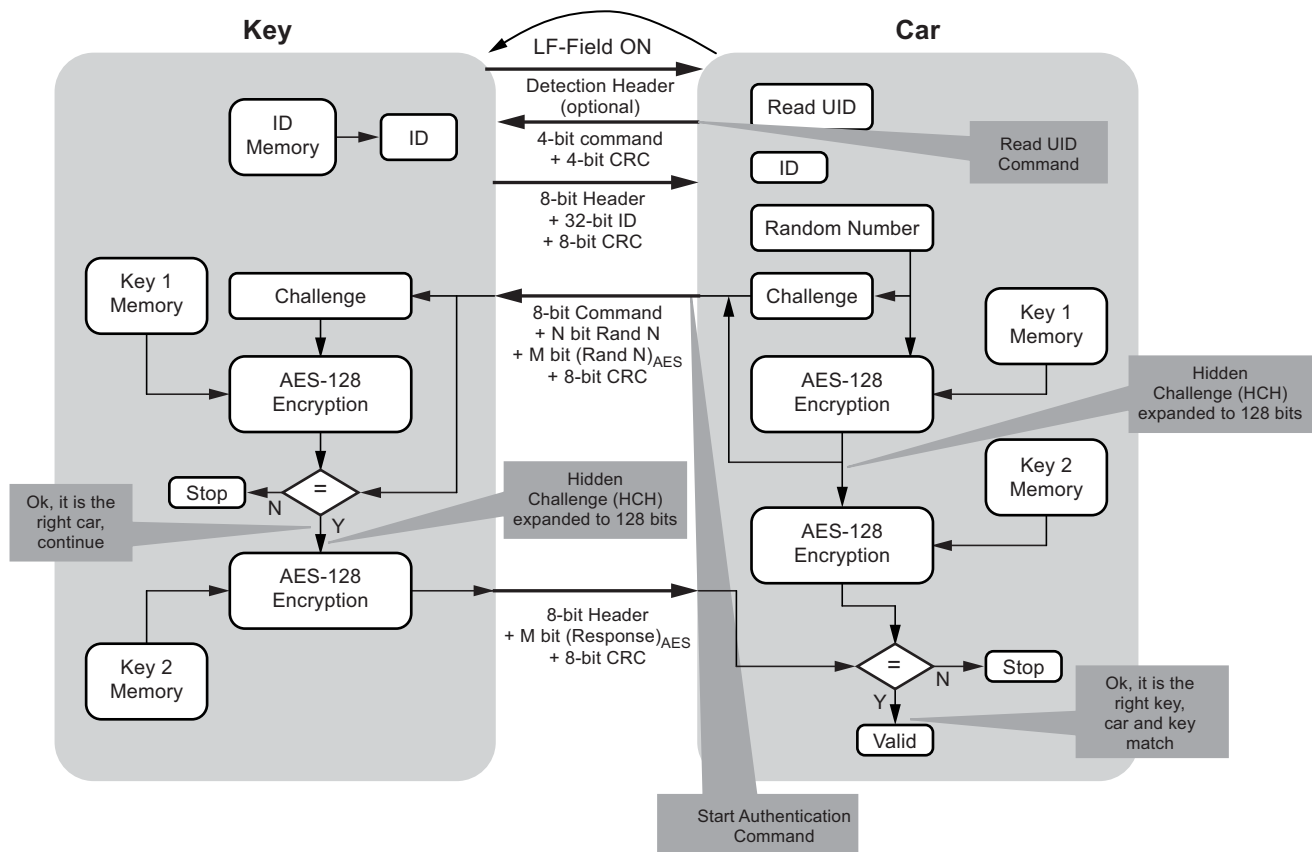 Key
Car
LF-Field ON
Detection Header
(optional)
4-bit command
+ 4-bit CRC
8-bit Header
+ 32-bit ID
+ 8-bit CRC
8-bit Command
+ N bit Rand N
+ M bit (Rand N)AES
+ 8-bit CRC
8-bit Header
+ M bit (Response)AES
+ 8-bit CRC
ID
Memory
ID
Key 1
Memory
Challenge
AES-128
Encryption
=
N
Stop
Y
Ok, it is the
right car,
continue
Hidden
Challenge (HCH)
expanded to 128 bits
AES-128
Encryption
Key 2
Memory
Read UID
Read UID
Command
ID
Random Number
Challenge
Key 1
Memory
AES-128
Encryption
Hidden
Challenge (HCH)
expanded to 128 bits
Key 2
Memory
AES-128
Encryption
=
N
Stop
Y
Valid
Ok, it is the
right key,
car and key
match
Start Authentication
Command